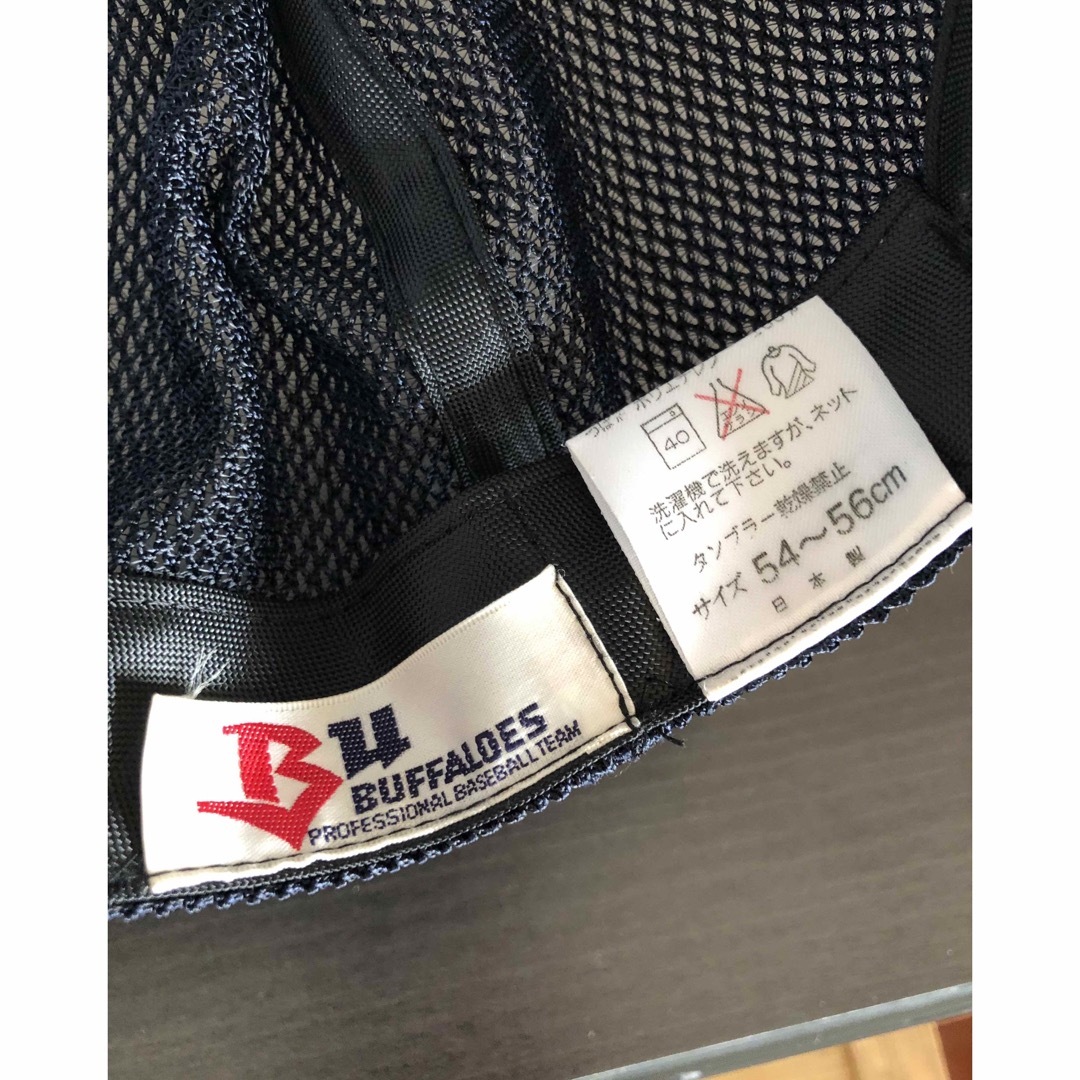 Bu
BUFFALOES
PROFESSIONAL BASEBALL TEAM
40
洗濯機で洗えますが、ネット
に入れて下さい。
タンブラー乾燥禁止
サイズ 54～56cm
日本製